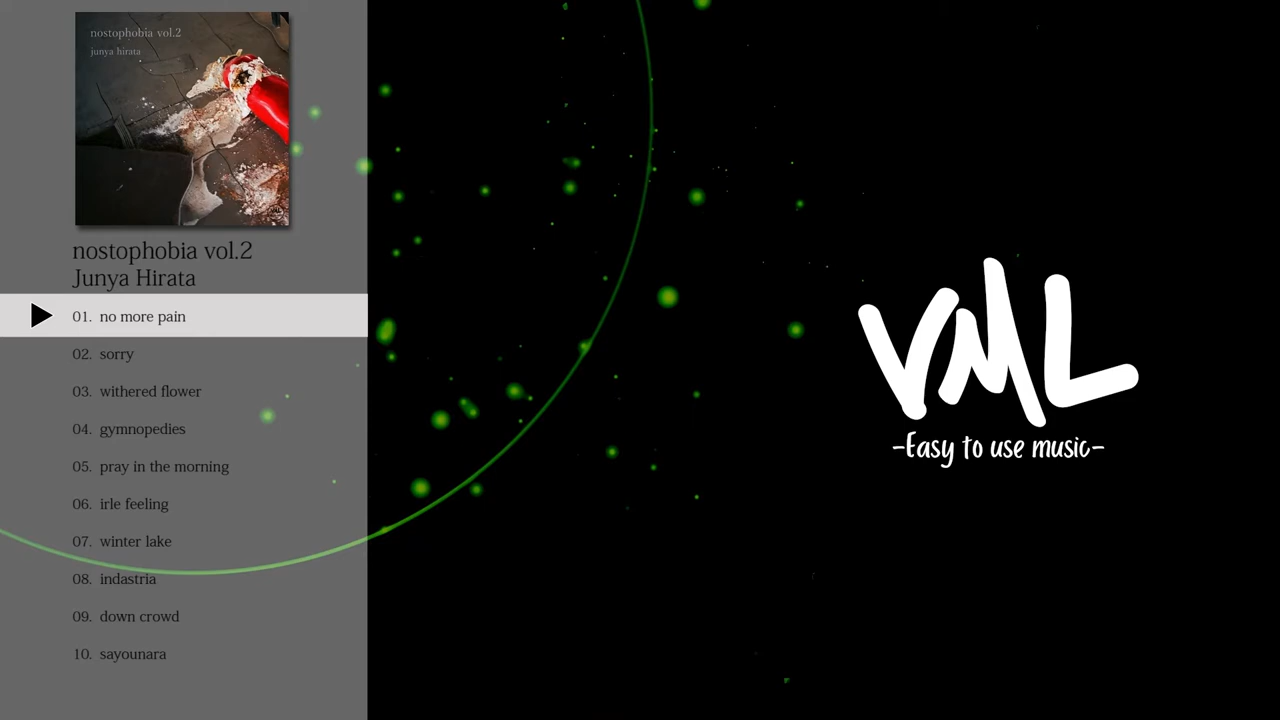 nostophobia vol.2
junya hirata
nostophobia vol.2
Junya Hirata
01. no more pain
02. sorry
03. withered flower
04. gymnopedies
05. pray in the morning
06. irle feeling
07. winter lake
08. indastria
09. down crowd
10. sayounara
VML
-Easy to use music-